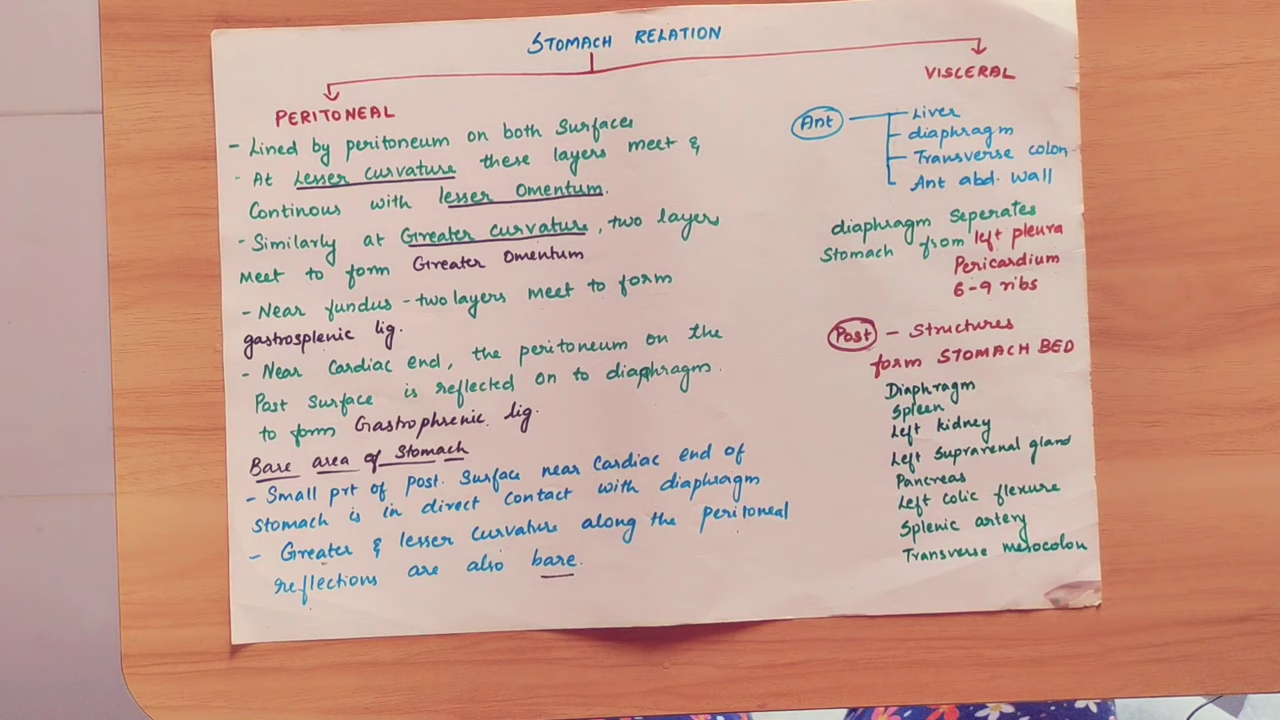 STOMACH RELATION
PERITONEAL
- Lined by peritoneum on both Surfaces
- At Lesser curvature these layers meet &
Continous with lesser Omentum.
- Similarly at Greater curvature, two layers
meet to form Greater Omentum
- Near fundus - two layers meet to form
gastrosplenic lig.
- Near Cardiac end, the peritoneum on the
Post surface is reflected on to diaphragm.
to form Gastrophrenic lig.
Bare area of Stomach
- Small prt of post. Surface near Cardiac end of
Stomach is in direct contact with diaphragm
- Greater & lesser Curvature along the peritoneal
reflections are also bare.
VISCERAL
Ant
Liver
diaphragm
Transverse colon
Ant abd. wall
diaphragm Seperates
Stomach from left pleura
Pericardium
6-9 ribs
Post - Structures
form STOMACH BED
Diaphragm
Spleen
Left kidney
Left Suprarenal gland
Pancreas
Left colic flexure
Splenic artery
Transverse mesocolon